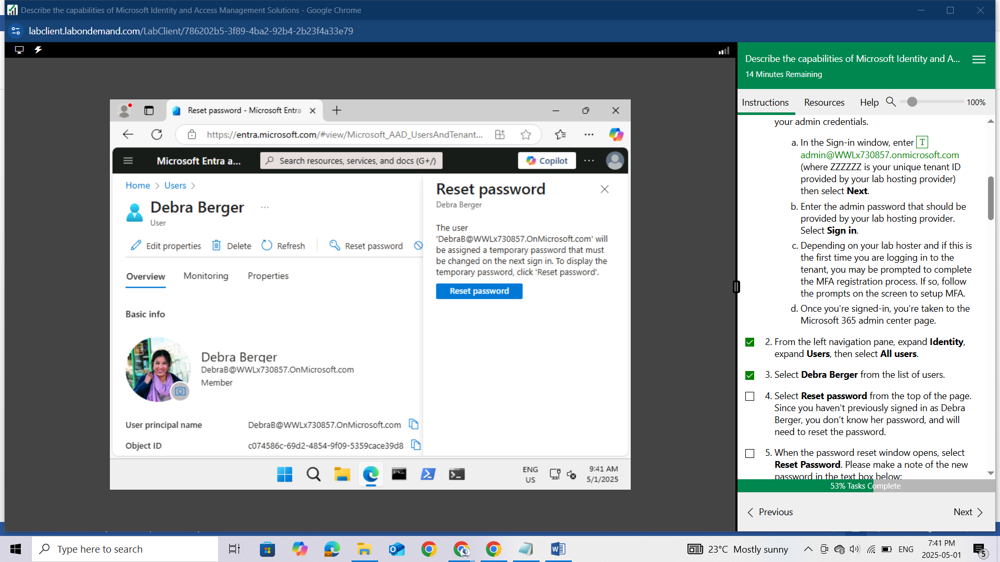 Describe the capabilities of Microsoft Identity and Access Management Solutions - Google Chrome
labclient.labondemand.com/LabClient/786202b5-3f89-4ba2-92b4-2b23f4a33e79
Describe the capabilities of Microsoft Identity and A...
14 Minutes Remaining
Instructions Resources Help 100%
your admin credentials.
a. In the Sign-in window, enter T
admin@WWLx730857.onmicrosoft.com
(where ZZZZZZ is your unique tenant ID
provided by your lab hosting provider)
then select Next.
b. Enter the admin password that should be
provided by your lab hosting provider.
Select Sign in.
c. Depending on your lab hoster and if this is
the first time you are logging in to the
tenant, you may be prompted to complete
the MFA registration process. If so, follow
the prompts on the screen to setup MFA.
d. Once you're signed-in, you're taken to the
Microsoft 365 admin center page.
2. From the left navigation pane, expand Identity,
expand Users, then select All users.
3. Select Debra Berger from the list of users.
4. Select Reset password from the top of the page.
Since you haven't previously signed in as Debra
Berger, you don't know her password, and will
need to reset the password.
5. When the password reset window opens, select
Reset Password. Please make a note of the new
password in the text box below:
53% Tasks Complete
Previous Next
Reset password - Microsoft Entra
https://entra.microsoft.com/#view/Microsoft_AAD_UsersAndTenant...
Microsoft Entra a... Search resources, services, and docs (G+/) Copilot ...
Home > Users >
Debra Berger ...
User
Edit properties Delete Refresh Reset password
Overview Monitoring Properties
Basic info
Debra Berger
DebraB@WWLx730857.OnMicrosoft.com
Member
User principal name DebraB@WWLx730857.OnMicrosoft.com
Object ID c074586c-69d2-4854-9f09-5359cace39d8
Reset password
Debra Berger
The user
'DebraB@WWLx730857.OnMicrosoft.com' will
be assigned a temporary password that must
be changed on the next sign in. To display the
temporary password, click 'Reset password'.
Reset password
ENG
US
9:41 AM
5/1/2025
Type here to search
23°C Mostly sunny
ENG
7:41 PM
2025-05-01
5